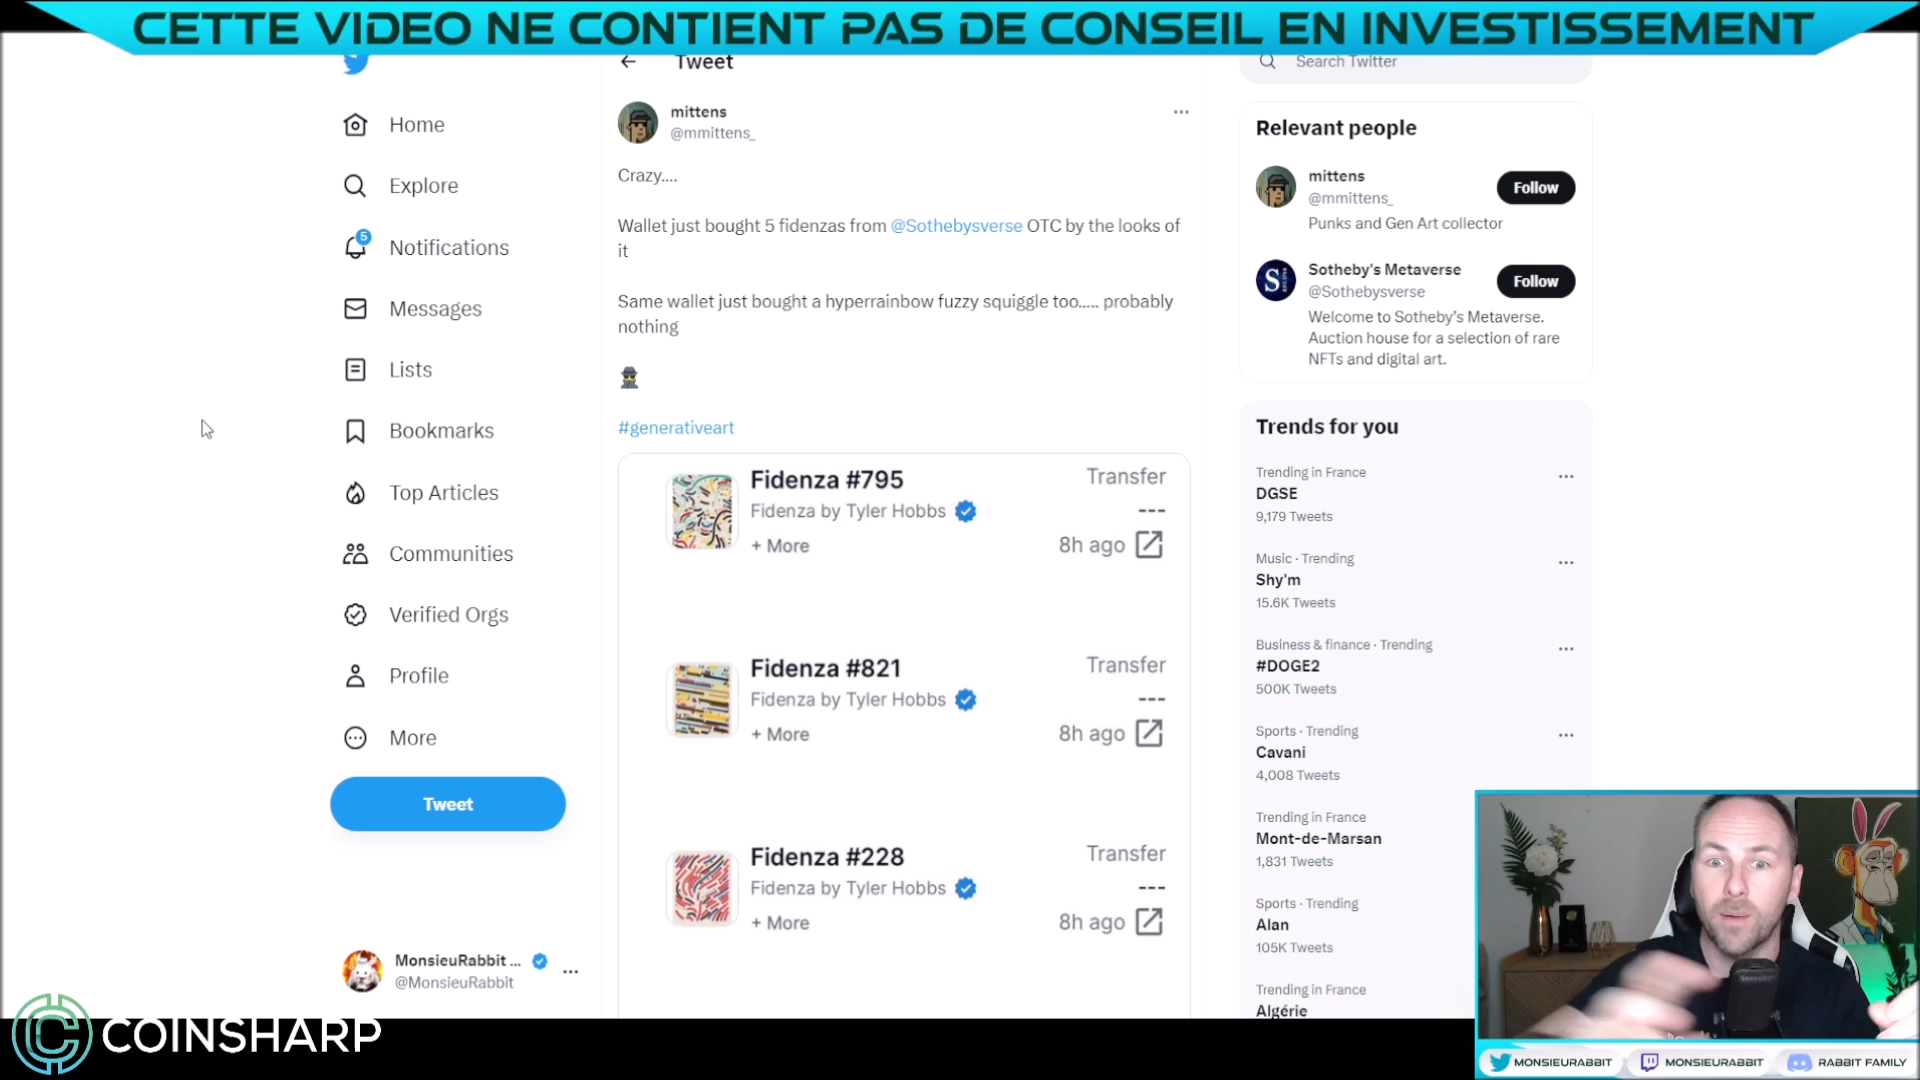 CETTE VIDEO NE CONTIENT PAS DE CONSEIL EN INVESTISSEMENT
Home
Explore
5
Notifications
Messages
Lists
Bookmarks
Top Articles
Communities
Verified Orgs
Profile
More
Tweet
MonsieuRabbit ...
@MonsieuRabbit
COINSHARP
Tweet
mittens
@mmittens_
Crazy....
Wallet just bought 5 fidenzas from @Sothebysverse OTC by the looks of
it
Same wallet just bought a hyperrainbow fuzzy squiggle too..... probably
nothing
#generativeart
Fidenza #795
Transfer
Fidenza by Tyler Hobbs
---
+ More
8h ago
Fidenza #821
Transfer
Fidenza by Tyler Hobbs
---
+ More
8h ago
Fidenza #228
Transfer
Fidenza by Tyler Hobbs
---
+ More
8h ago
Search Twitter
Relevant people
mittens
@mmittens_
Follow
Punks and Gen Art collector
Sotheby's Metaverse
@Sothebysverse
Follow
Welcome to Sotheby's Metaverse.
Auction house for a selection of rare
NFTs and digital art.
Trends for you
Trending in France
DGSE
9,179 Tweets
Music · Trending
Shy'm
15.6K Tweets
Business & finance · Trending
#DOGE2
500K Tweets
Sports · Trending
Cavani
4,008 Tweets
Trending in France
Mont-de-Marsan
1,831 Tweets
Sports · Trending
Alan
105K Tweets
Trending in France
Algérie
MONSIEURABBIT
MONSIEURABBIT
RABBIT FAMILY